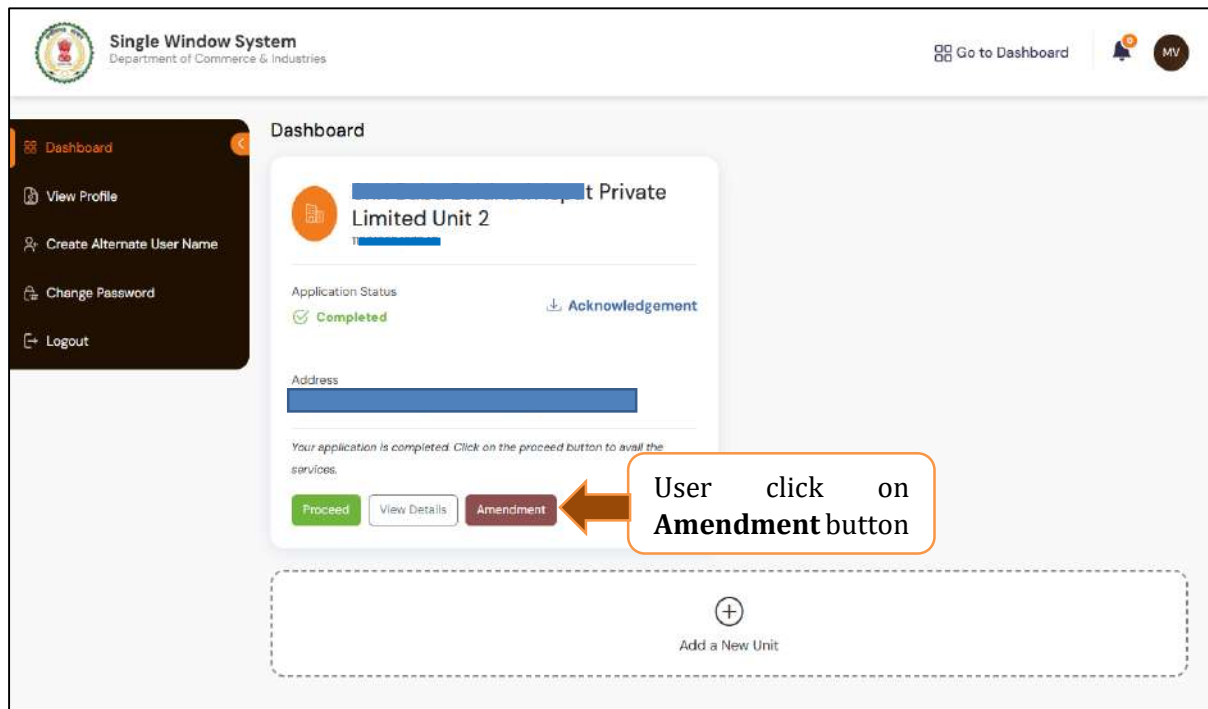 Single Window System
Department of Commerce & Industries
Go to Dashboard
0
MV
Dashboard
View Profile
Create Alternate User Name
Change Password
Logout
Dashboard
t Private
Limited Unit 2
Application Status
Completed
Acknowledgement
Address
Your application is completed. Click on the proceed button to avail the
services.
Proceed
View Details
Amendment
User click on
Amendment button
Add a New Unit